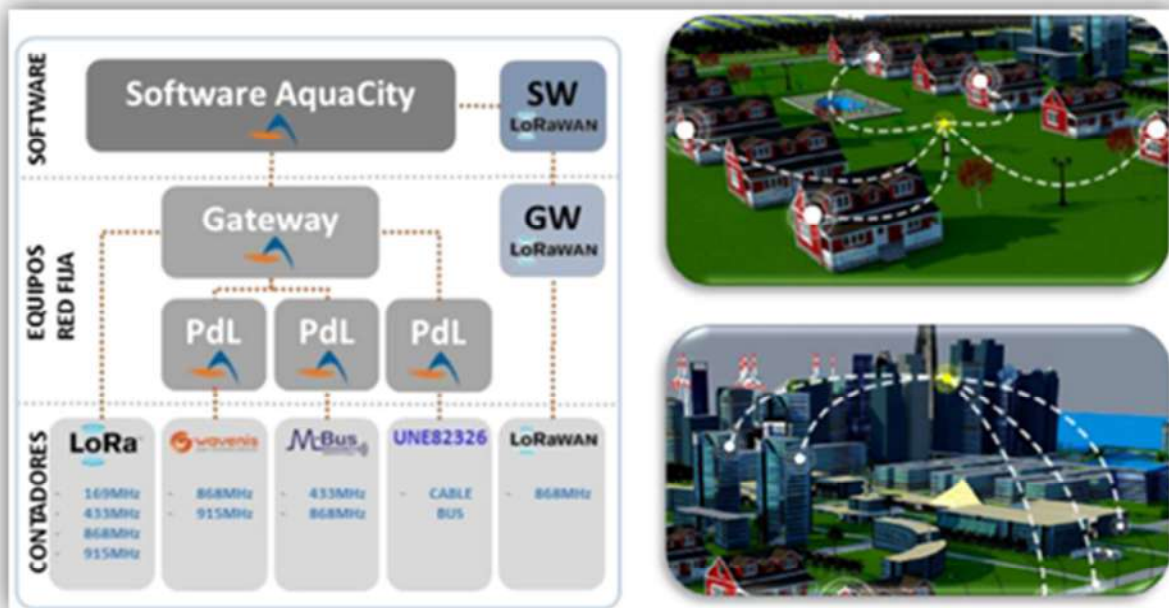 SOFTWARE
Software AquaCity
SW
LoRaWAN
EQUIPOS
RED FIJA
Gateway
GW
LoRaWAN
PdL
PdL
PdL
CONTADORES
LoRa
- 169MHz
- 433MHz
- 868MHz
- 915MHz
wavenis
- 868MHz
- 915MHz
M-Bus
- 433MHz
- 868MHz
UNE82326
- CABLE
BUS
LoRaWAN
- 868MHz